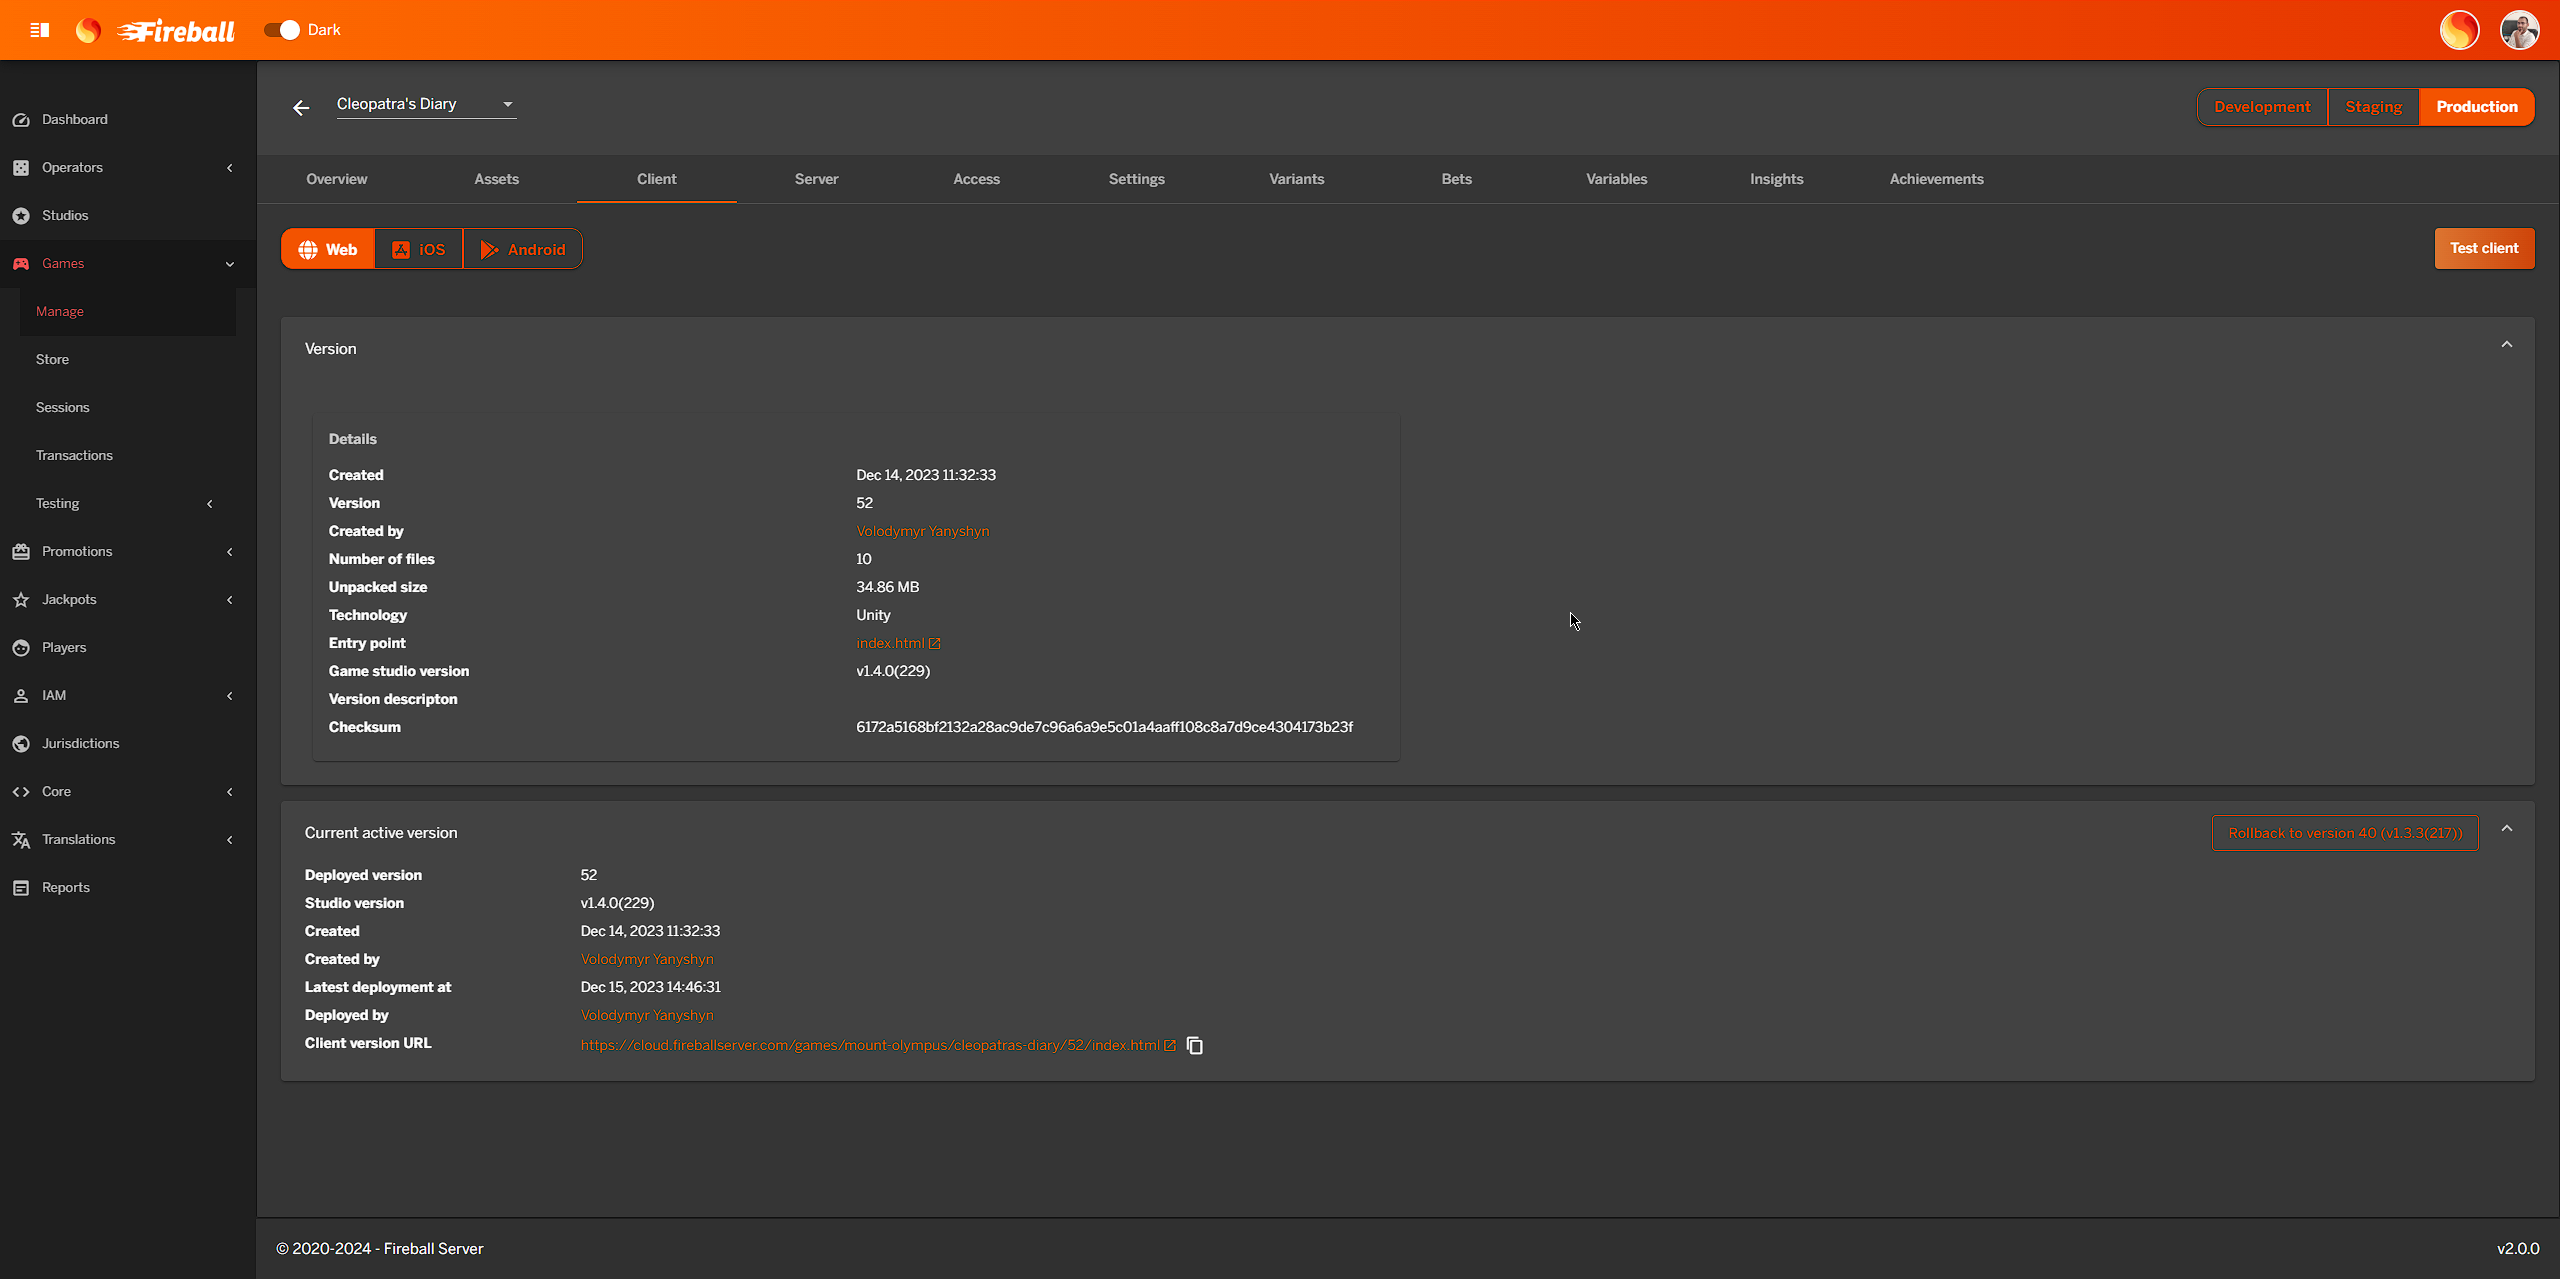 Fireball
Dark
Dashboard
Operators
Studios
Games
Manage
Store
Sessions
Transactions
Testing
Promotions
Jackpots
Players
IAM
Jurisdictions
Core
Translations
Reports
Cleopatra's Diary
Development Staging Production
Overview Assets Client Server Access Settings Variants Bets Variables Insights Achievements
Web iOS Android
Test client
Version
Details
Created Dec 14, 2023 11:32:33
Version 52
Created by Volodymyr Yanyshyn
Number of files 10
Unpacked size 34.86 MB
Technology Unity
Entry point index.html
Game studio version v1.4.0(229)
Version descripton
Checksum 6172a5168bf2132a28ac9de7c96a6a9e5c01a4aaff108c8a7d9ce4304173b23f
Current active version
Rollback to version 40 (v1.3.3(217))
Deployed version 52
Studio version v1.4.0(229)
Created Dec 14, 2023 11:32:33
Created by Volodymyr Yanyshyn
Latest deployment at Dec 15, 2023 14:46:31
Deployed by Volodymyr Yanyshyn
Client version URL https://cloud.fireballserver.com/games/mount-olympus/cleopatras-diary/52/index.html
© 2020-2024 - Fireball Server
v2.0.0